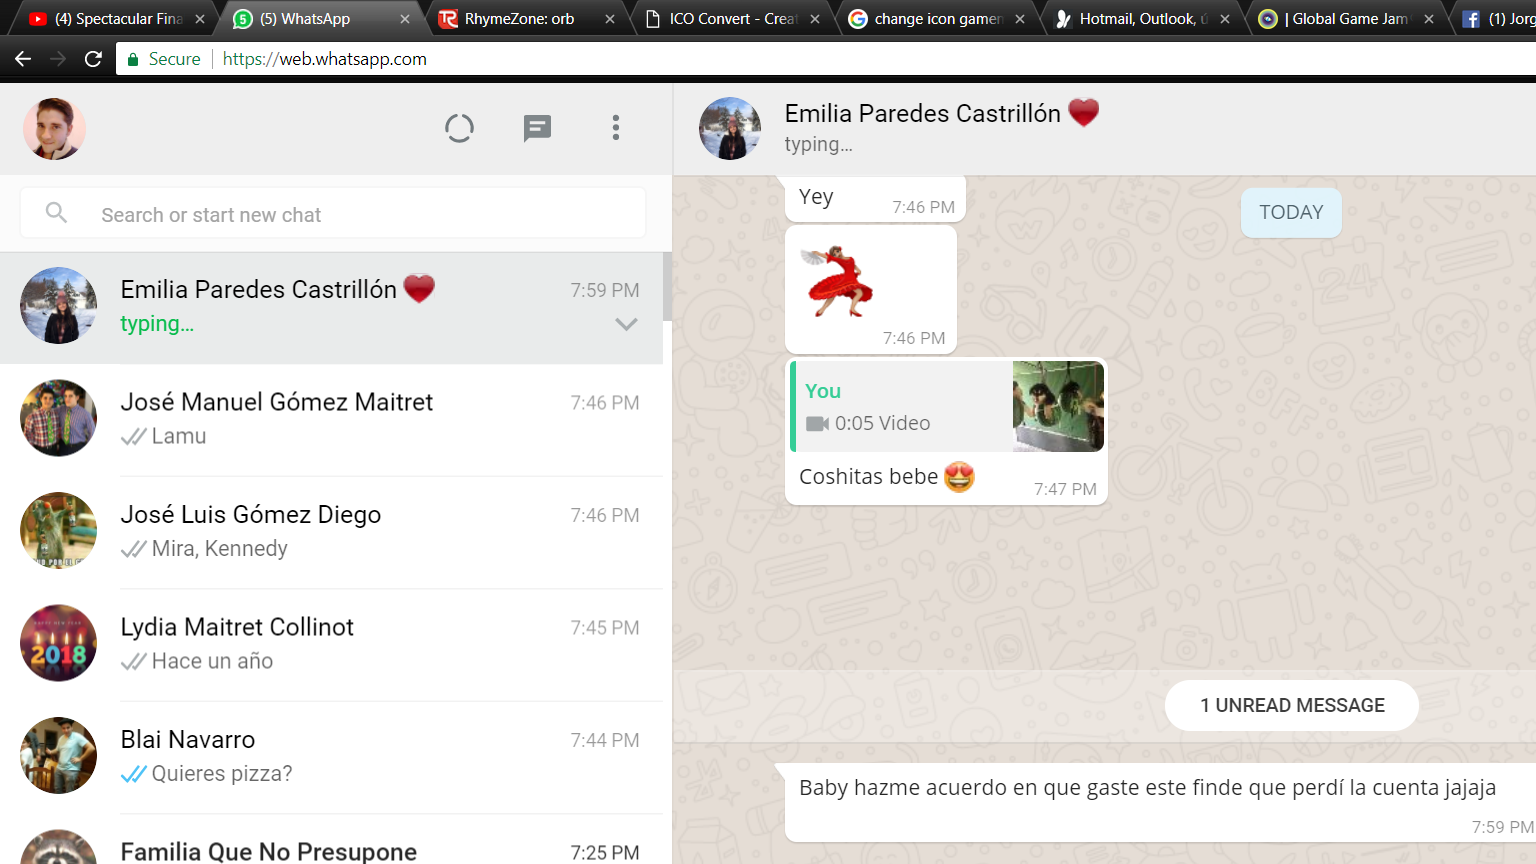 (4) Spectacular Fina
(5) WhatsApp
RhymeZone: orb
ICO Convert - Creat
change icon gamem
Hotmail, Outlook, ú
| Global Game Jam
(1) Jorg
Secure
https://web.whatsapp.com
Search or start new chat
Emilia Paredes Castrillón ❤
7:59 PM
typing...
José Manuel Gómez Maitret
7:46 PM
Lamu
José Luis Gómez Diego
7:46 PM
Mira, Kennedy
Lydia Maitret Collinot
7:45 PM
Hace un año
2018
Blai Navarro
7:44 PM
Quieres pizza?
Familia Que No Presupone
7:25 PM
Emilia Paredes Castrillón ❤
typing...
Yey
7:46 PM
TODAY
7:46 PM
You
0:05 Video
Coshitas bebe 😍
7:47 PM
1 UNREAD MESSAGE
Baby hazme acuerdo en que gaste este finde que perdí la cuenta jajaja
7:59 PM